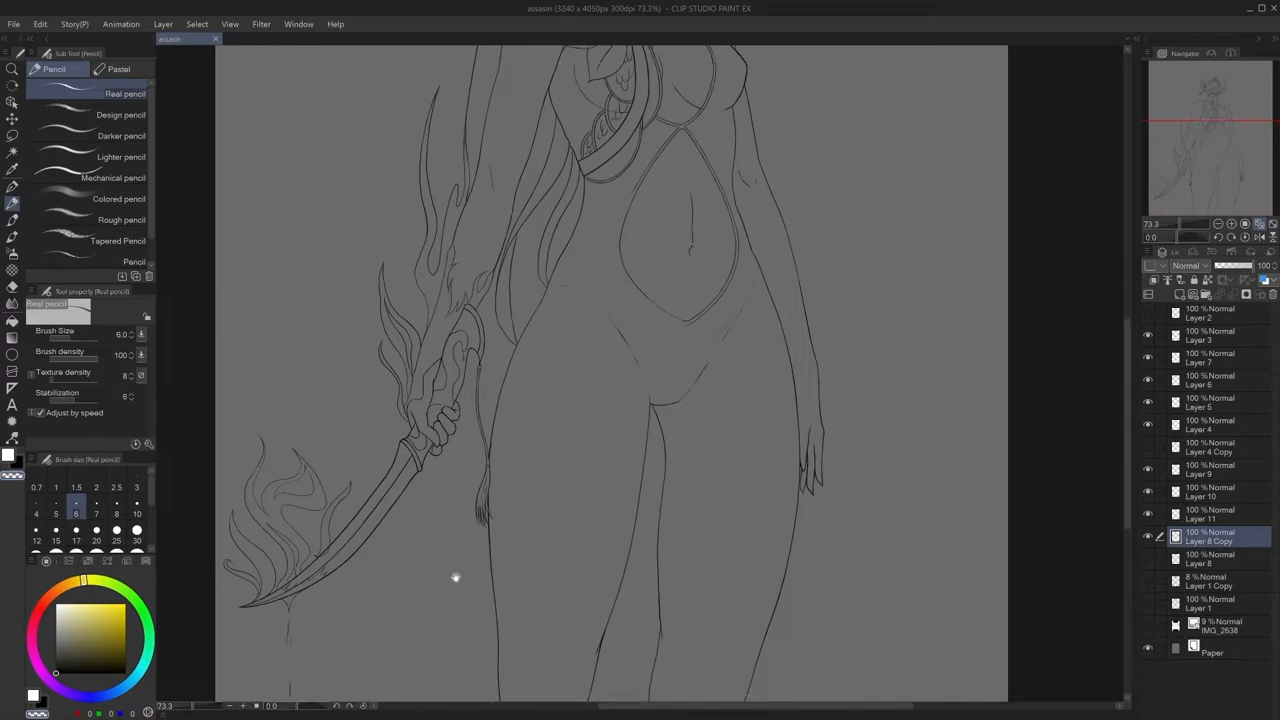 assasin (3240 x 4050px 300dpi 73.3%) - CLIP STUDIO PAINT EX
File Edit Story(P) Animation Layer Select View Filter Window Help
Sub Tool [Pencil]
assasin
Navigator
Pencil Pastel
Real pencil
Design pencil
Darker pencil
Lighter pencil
Mechanical pencil
Colored pencil
Rough pencil
Tapered Pencil
Pencil
Tool property [Real pencil]
Real pencil
Brush Size 6.0
Brush density 100
Texture density 8
Stabilization 6
Adjust by speed
Brush size [Real pencil]
0.7 1 1.5 2 2.5 3
4 5 6 7 8 10
12 15 17 20 25 30
0 0 0
73.3 0.0
73.3
0.0
Normal 100
100 %Normal
Layer 2
100 %Normal
Layer 3
100 %Normal
Layer 7
100 %Normal
Layer 6
100 %Normal
Layer 5
100 %Normal
Layer 4
100 %Normal
Layer 4 Copy
100 %Normal
Layer 9
100 %Normal
Layer 10
100 %Normal
Layer 11
100 %Normal
Layer 8 Copy
100 %Normal
Layer 8
8 %Normal
Layer 1 Copy
100 %Normal
Layer 1
9 %Normal
IMG_2638
Paper